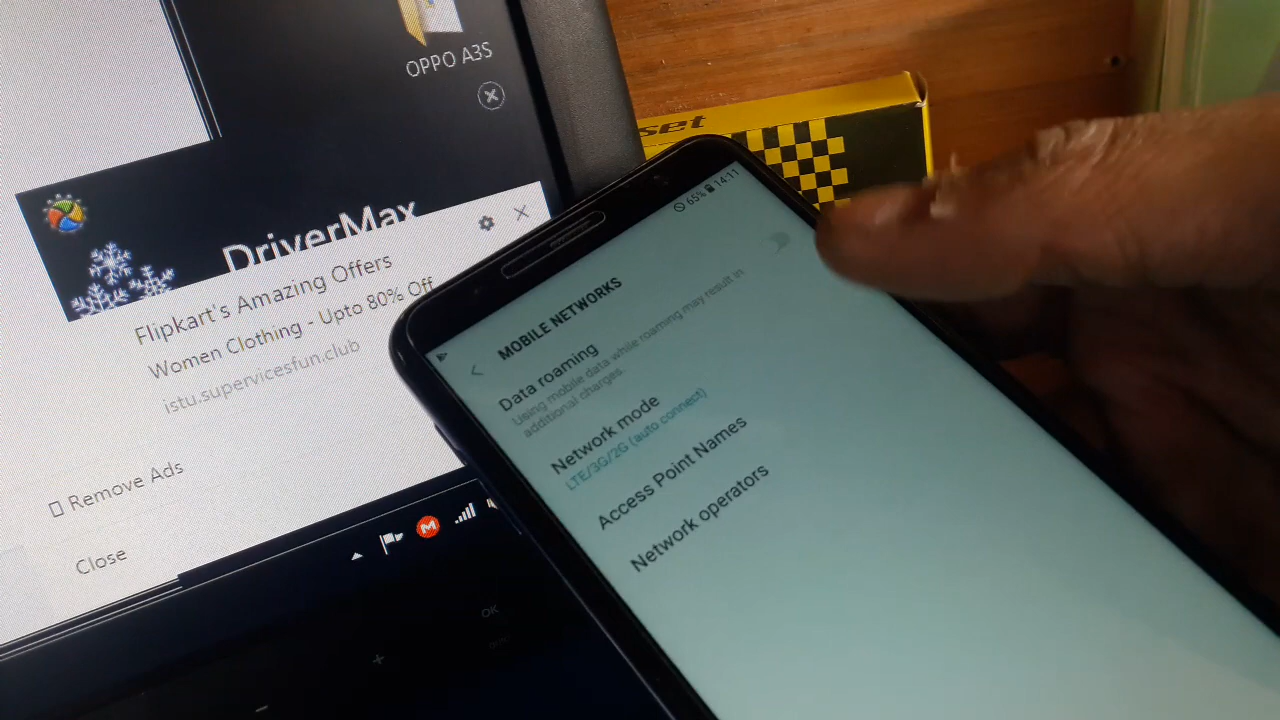 OPPO A3S
DriverMax
Flipkart's Amazing Offers
Women Clothing - Upto 80% Off
istu.supervicesfun.club
Remove Ads
Close
OK
set
65% 14:11
MOBILE NETWORKS
Data roaming
Using mobile data while roaming may result in
additional charges.
Network mode
LTE/3G/2G (auto connect)
Access Point Names
Network operators